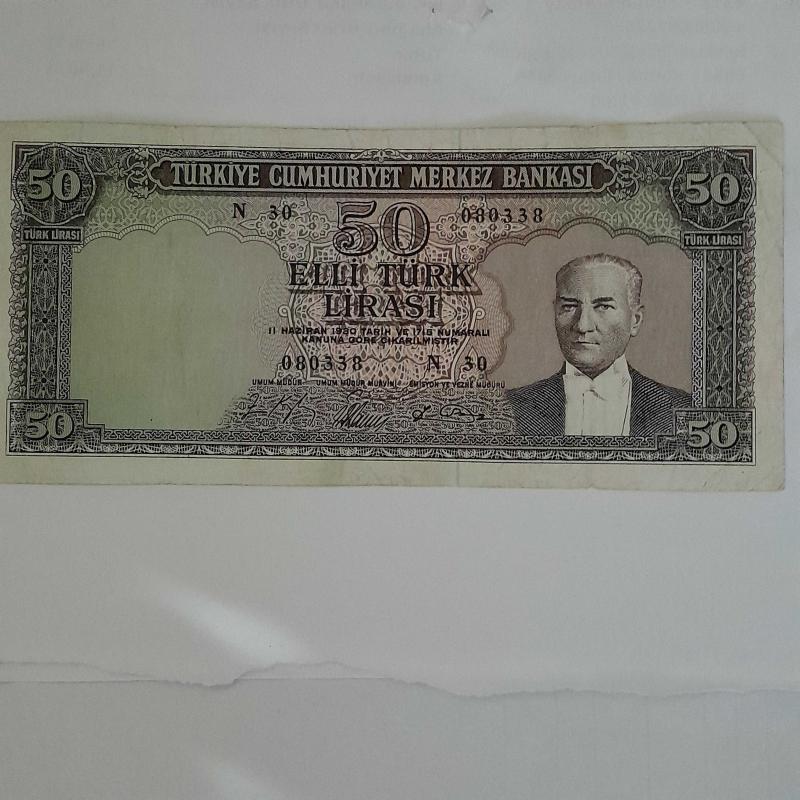 TÜRKİYE CUMHURİYET MERKEZ BANKASI
50
50
TÜRK LİRASI
TÜRK LİRASI
N 30
50
080338
ELLİ TÜRK
LİRASI
11 HAZİRAN 1930 TARİH VE 1715 NUMARALI
KANUNA GÖRE ÇIKARILMIŞTIR
080338
N 30
UMUM MÜDÜR
UMUM MÜDÜR MUAVİNİ
EMİSYON VE VEZNE MÜDÜRÜ
50
50